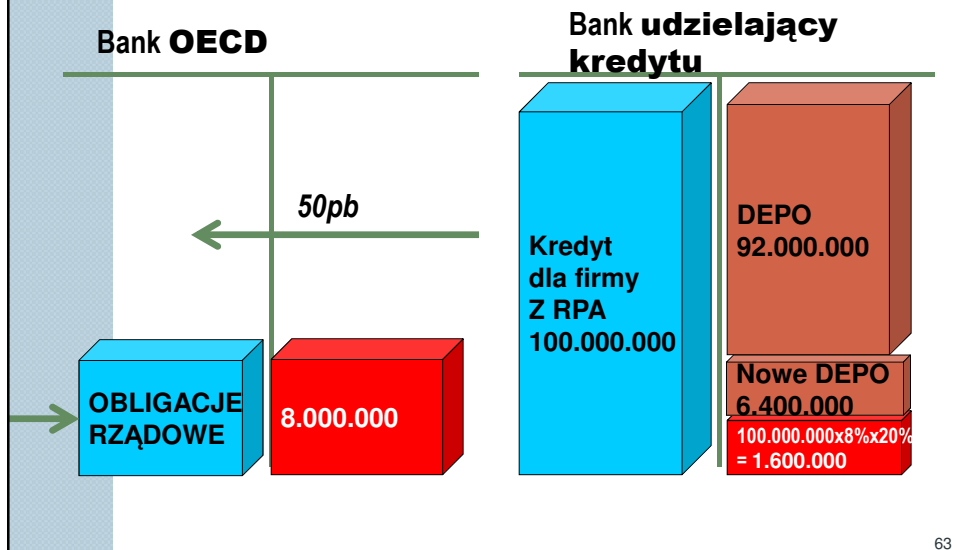 Bank OECD
Bank udzielający
kredytu
50pb
OBLIGACJE
RZĄDOWE
8.000.000
Kredyt
dla firmy
Z RPA
100.000.000
DEPO
92.000.000
Nowe DEPO
6.400.000
100.000.000x8%x20%
= 1.600.000
63